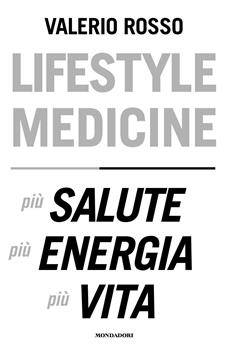 VALERIO ROSSO
LIFESTYLE
MEDICINE
più SALUTE
più ENERGIA
più VITA
MONDADORI